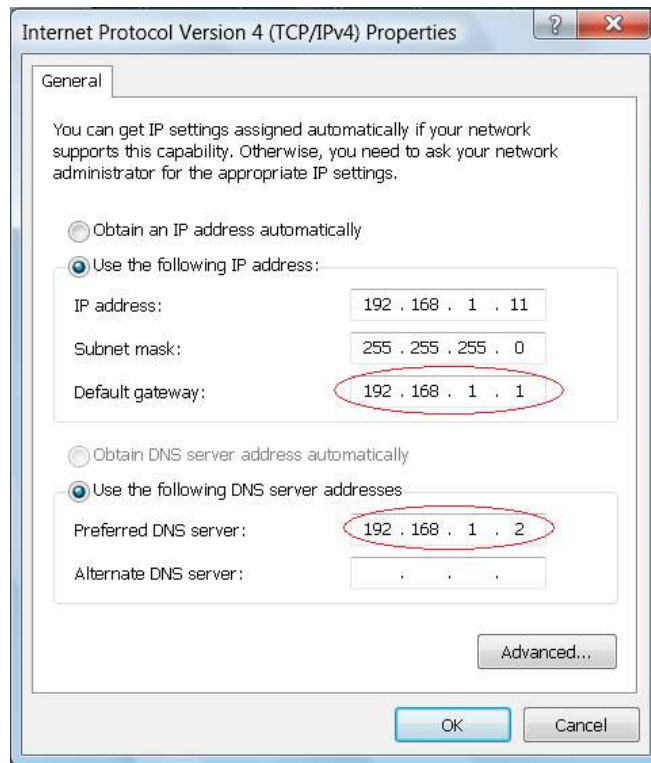 Internet Protocol Version 4 (TCP/IPv4) Properties
General
You can get IP settings assigned automatically if your network
supports this capability. Otherwise, you need to ask your network
administrator for the appropriate IP settings.
Obtain an IP address automatically
Use the following IP address:
IP address: 192 . 168 . 1 . 11
Subnet mask: 255 . 255 . 255 . 0
Default gateway: 192 . 168 . 1 . 1
Obtain DNS server address automatically
Use the following DNS server addresses
Preferred DNS server: 192 . 168 . 1 . 2
Alternate DNS server: . . .
Advanced...
OK Cancel